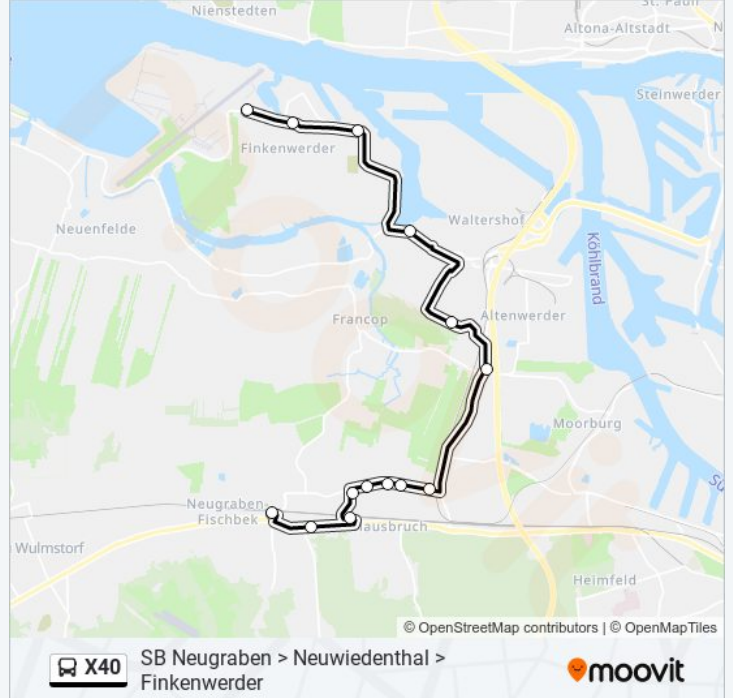 Nienstedten
St. Pauli
Altona-Altstadt
Steinwerder
Finkenwerder
Waltershof
Neuenfelde
Köhlbrand
Francop
Altenwerder
Moorburg
Neugraben-
Fischbek
Hausbruch
Wulmstorf
Heimfeld
© OpenStreetMap contributors | © OpenMapTiles
X40
SB Neugraben > Neuwiedenthal >
Finkenwerder
moovit